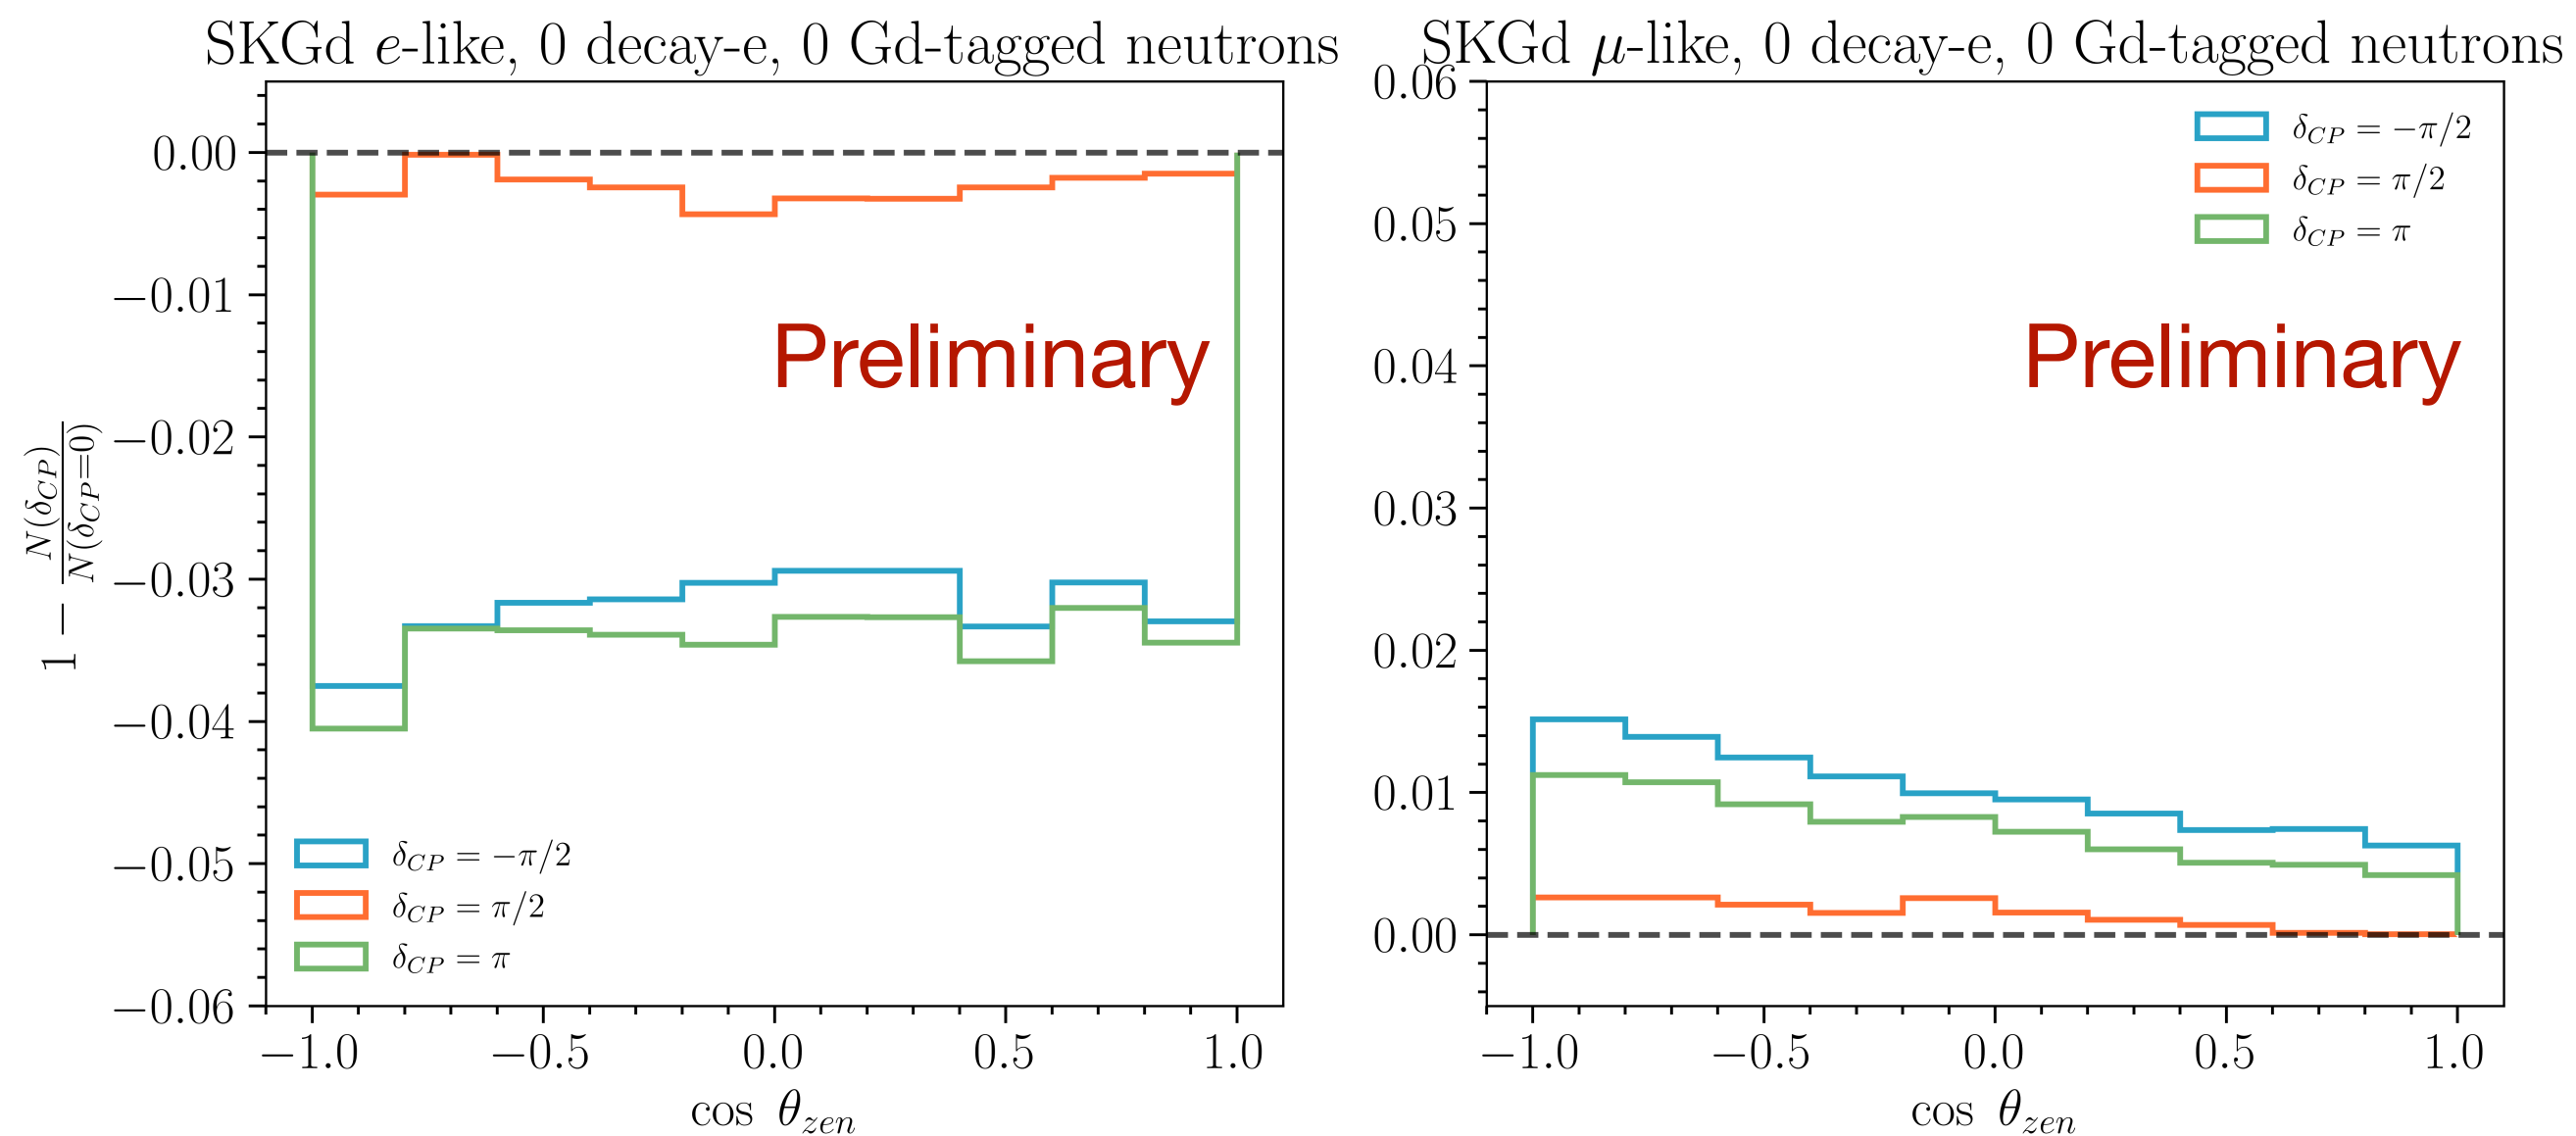 SKGd e-like, 0 decay-e, 0 Gd-tagged neutrons
0.00
−0.01
−0.02
−0.03
−0.04
−0.05
−0.06
1 − N(δCP) / N(δCP=0)
Preliminary
δCP = −π/2
δCP = π/2
δCP = π
−1.0 −0.5 0.0 0.5 1.0
cos θzen
SKGd μ-like, 0 decay-e, 0 Gd-tagged neutrons
0.06
0.05
0.04
0.03
0.02
0.01
0.00
δCP = −π/2
δCP = π/2
δCP = π
Preliminary
−1.0 −0.5 0.0 0.5 1.0
cos θzen